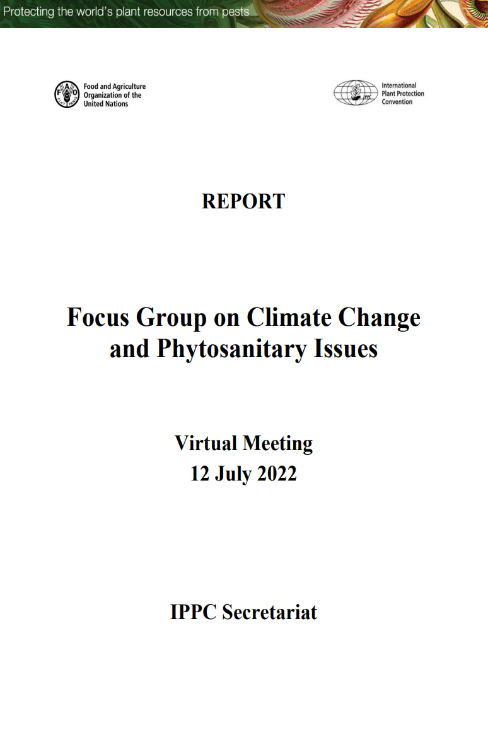 Protecting the world's plant resources from pests
Food and Agriculture
Organization of the
United Nations
International
Plant Protection
Convention
REPORT
Focus Group on Climate Change
and Phytosanitary Issues
Virtual Meeting
12 July 2022
IPPC Secretariat